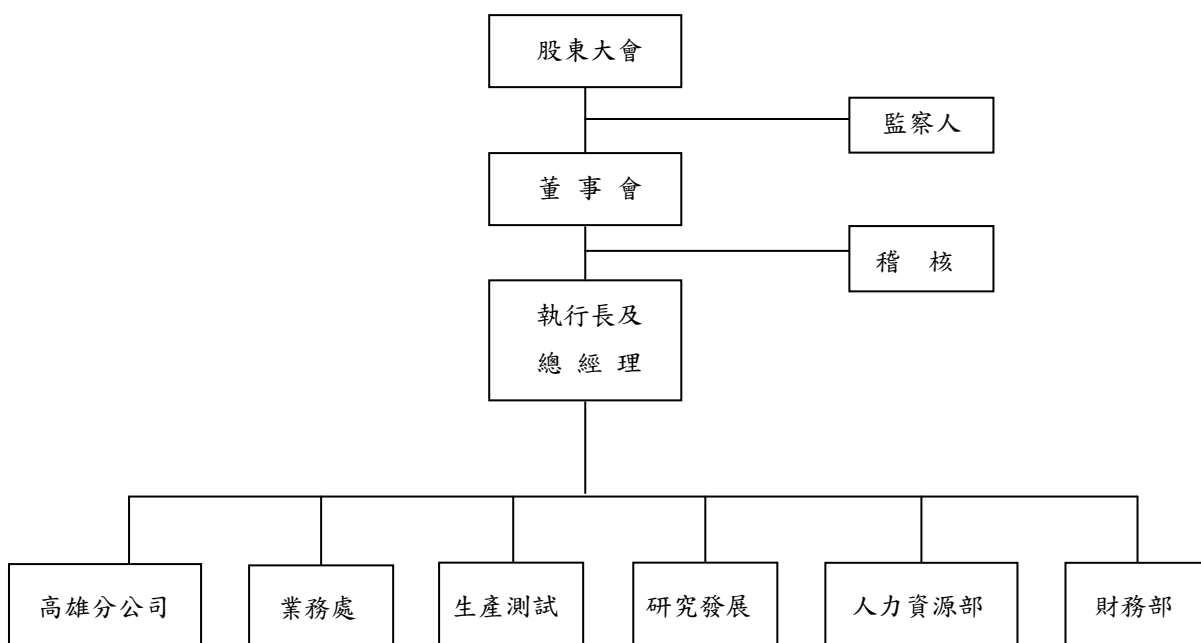 股東大會
監察人
董 事 會
稽 核
執行長及
總 經 理
高雄分公司
業務處
生產測試
研究發展
人力資源部
財務部